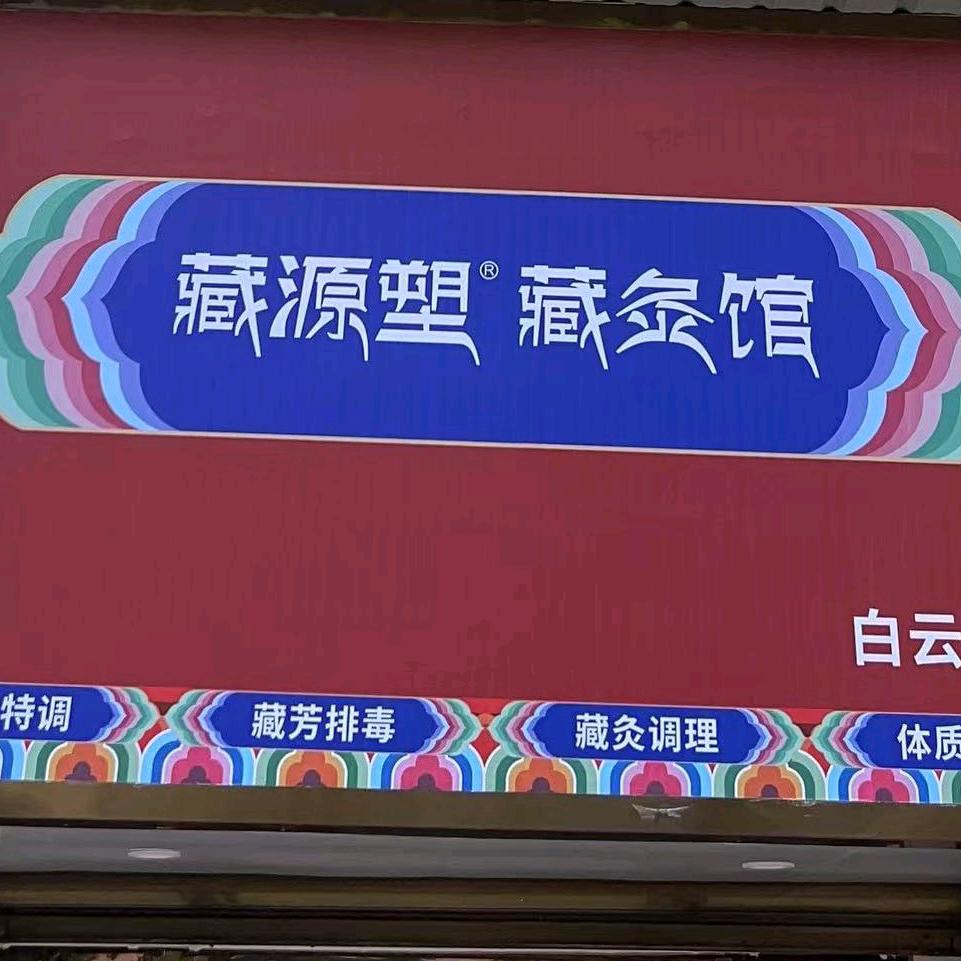 藏源塑® 藏灸馆
白云
特调
藏芳排毒
藏灸调理
体质